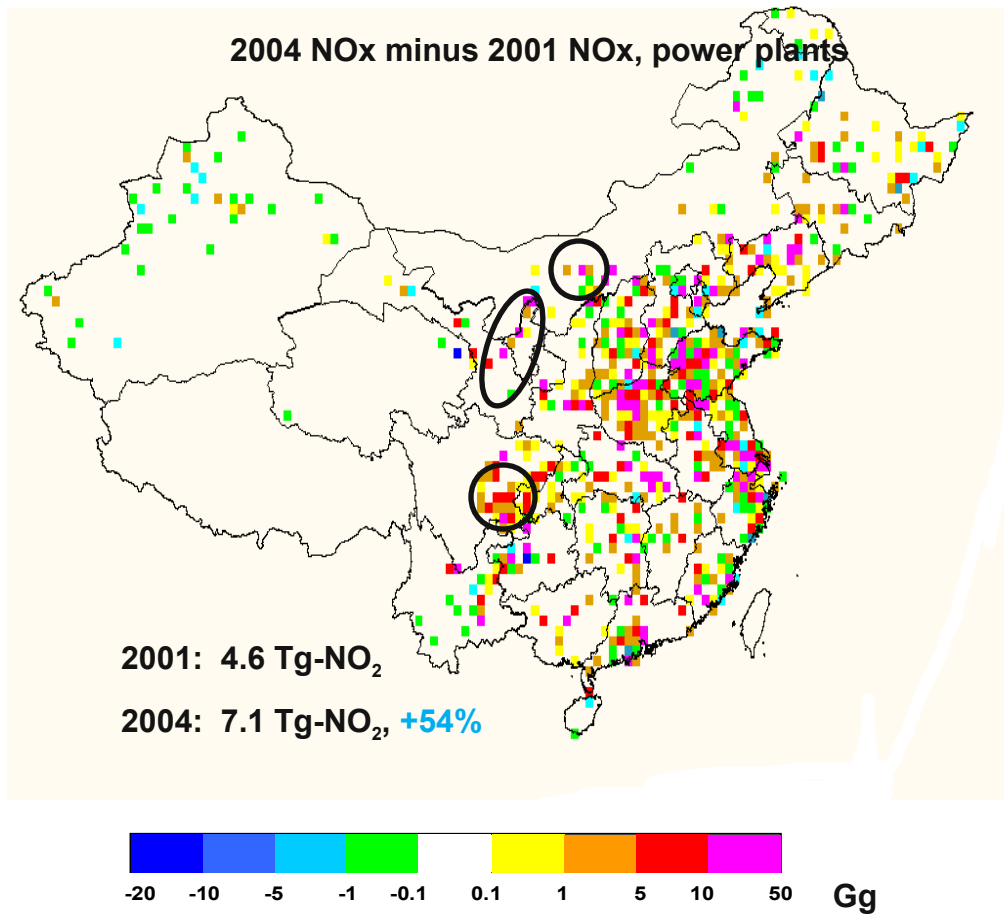 2004 NOx minus 2001 NOx, power plants
2001: 4.6 Tg-NO₂
2004: 7.1 Tg-NO₂, +54%
-20 -10 -5 -1 -0.1 0.1 1 5 10 50 Gg